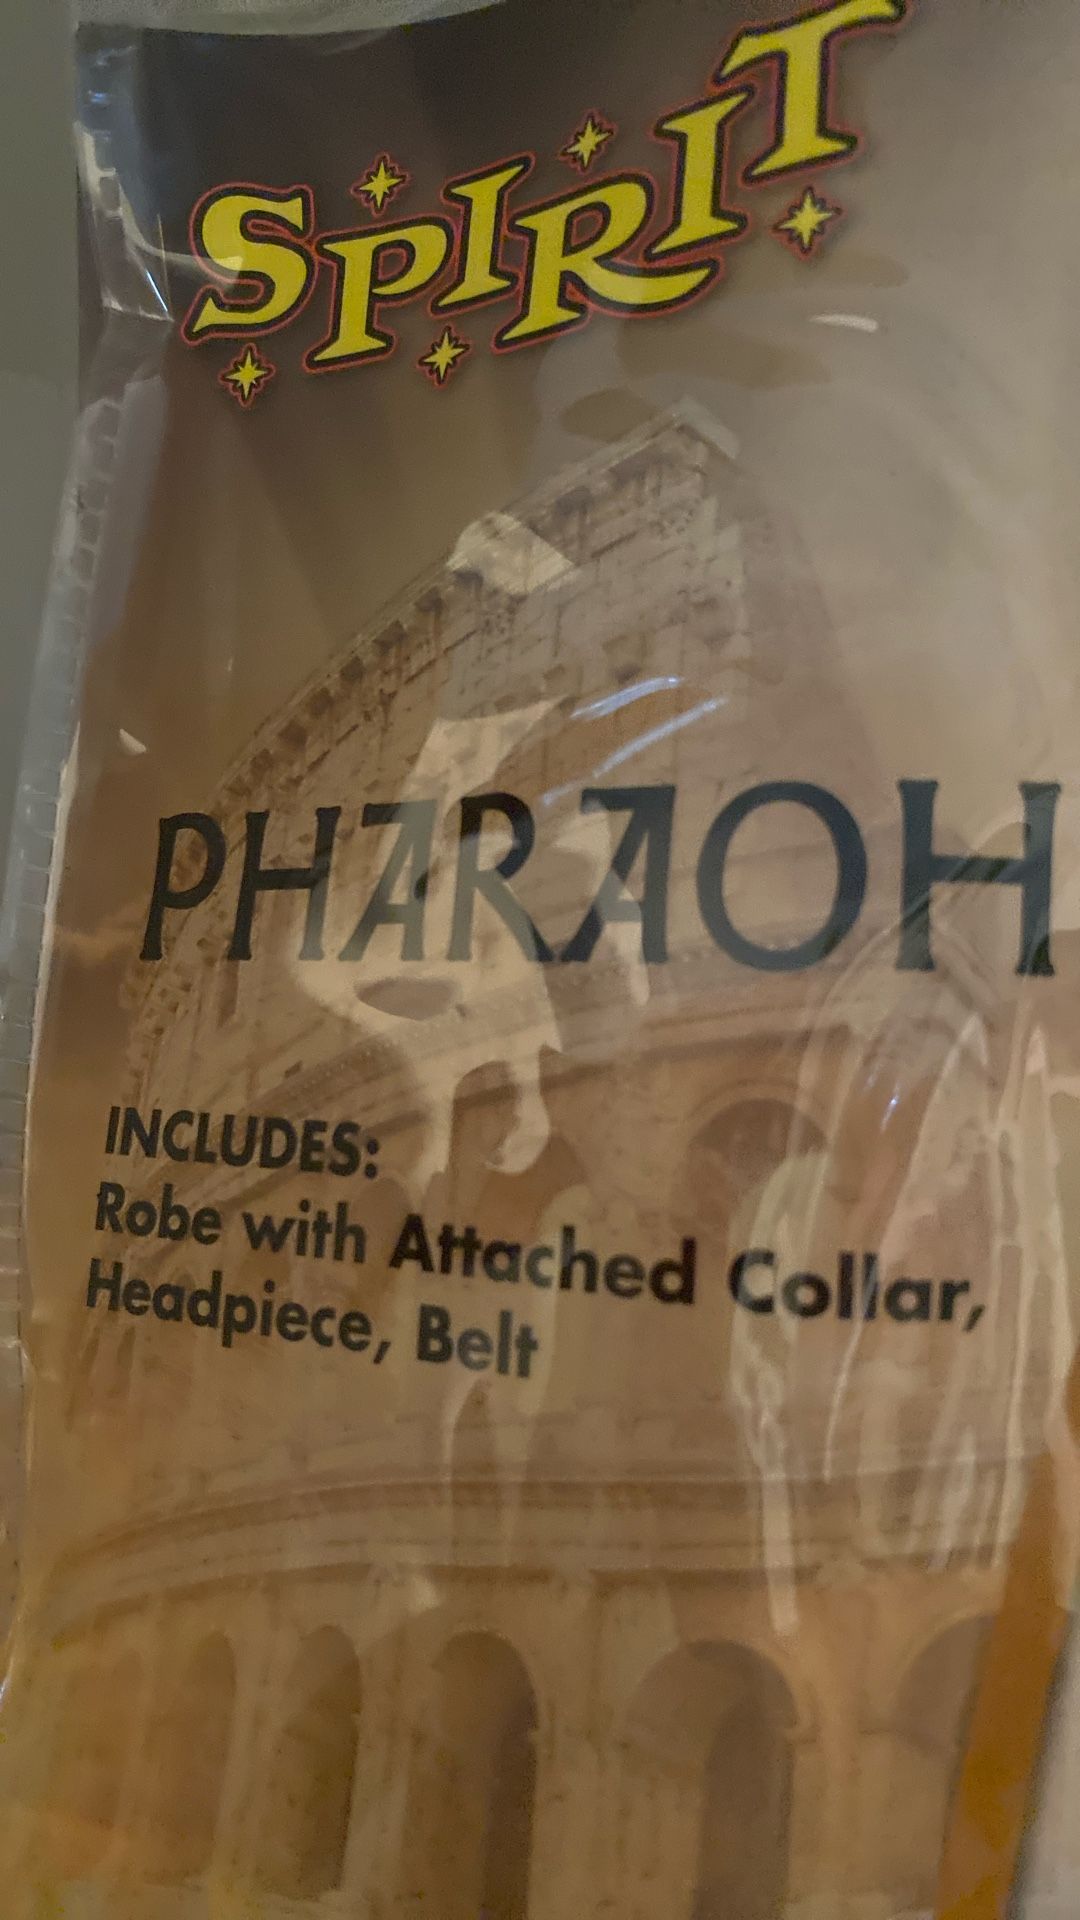 SPIRIT
PHARAOH
INCLUDES:
Robe with Attached Collar,
Headpiece, Belt